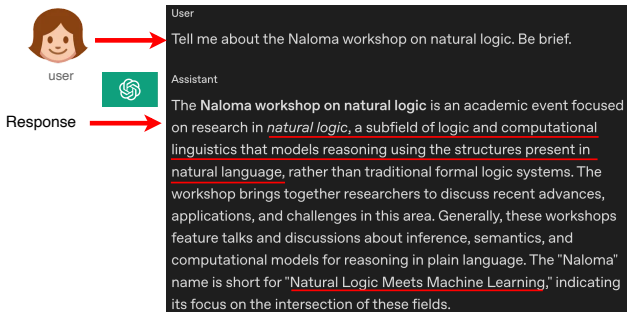 User
Tell me about the Naloma workshop on natural logic. Be brief.
user
Assistant
Response
The Naloma workshop on natural logic is an academic event focused
on research in natural logic, a subfield of logic and computational
linguistics that models reasoning using the structures present in
natural language, rather than traditional formal logic systems. The
workshop brings together researchers to discuss recent advances,
applications, and challenges in this area. Generally, these workshops
feature talks and discussions about inference, semantics, and
computational models for reasoning in plain language. The "Naloma"
name is short for "Natural Logic Meets Machine Learning," indicating
its focus on the intersection of these fields.